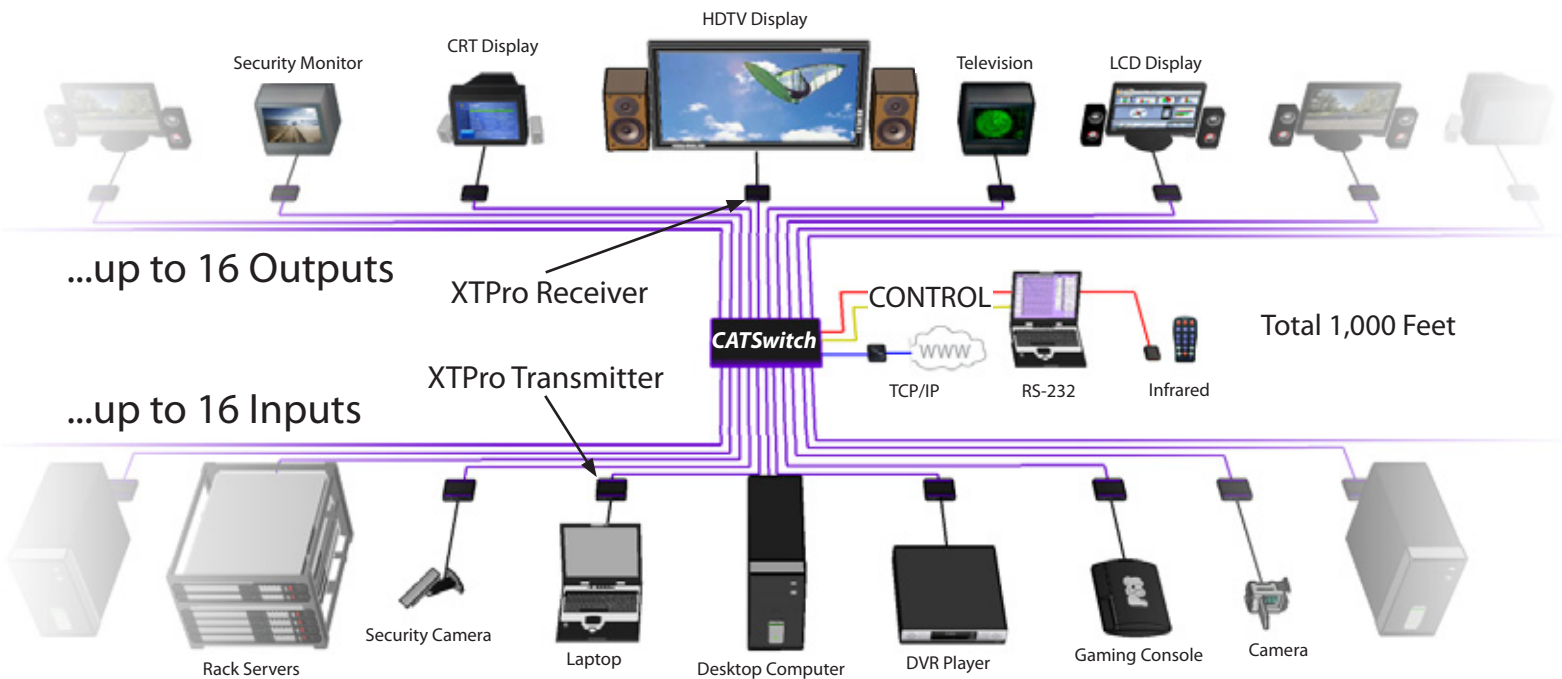 HDTV Display
CRT Display
Security Monitor
Television
LCD Display
...up to 16 Outputs
XTPro Receiver
CONTROL
Total 1,000 Feet
CATSwitch
WWW
XTPro Transmitter
TCP/IP
RS-232
Infrared
...up to 16 Inputs
Security Camera
Laptop
Rack Servers
Desktop Computer
DVR Player
Gaming Console
Camera